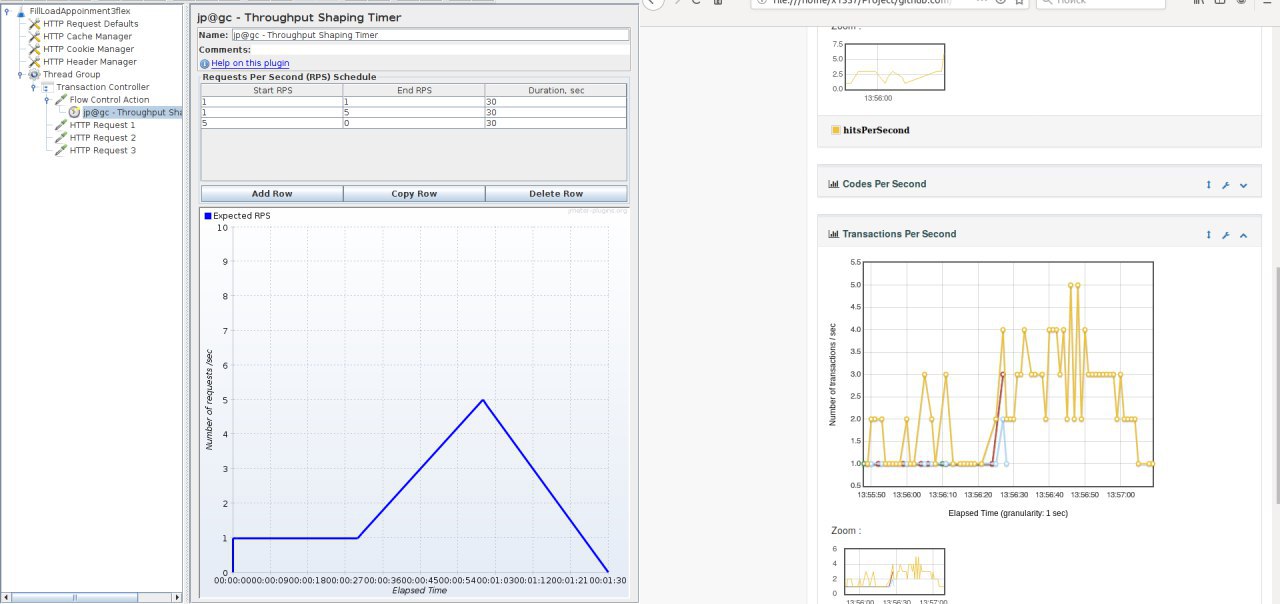 FillLoadAppoinment3flex
HTTP Request Defaults
HTTP Cache Manager
HTTP Cookie Manager
HTTP Header Manager
Thread Group
Transaction Controller
Flow Control Action
jp@gc - Throughput Sha
HTTP Request 1
HTTP Request 2
HTTP Request 3
jp@gc - Throughput Shaping Timer
Name: jp@gc - Throughput Shaping Timer
Comments:
Help on this plugin
Requests Per Second (RPS) Schedule
Start RPS End RPS Duration, sec
1 1 30
1 5 30
5 0 30
Add Row Copy Row Delete Row
jmeter-plugins.org
Expected RPS
10
9
8
7
6
5
4
3
2
1
0
Number of requests /sec
00:00:00 00:00:09 00:00:18 00:00:27 00:00:36 00:00:45 00:00:54 00:01:03 00:01:12 00:01:21 00:01:30
Elapsed Time
Поиск
Zoom :
7.5
5.0
2.5
0.0
13:56:00
hitsPerSecond
Codes Per Second
Transactions Per Second
5.5
5.0
4.5
4.0
3.5
3.0
2.5
2.0
1.5
1.0
0.5
Number of transactions / sec
13:55:50 13:56:00 13:56:10 13:56:20 13:56:30 13:56:40 13:56:50 13:57:00
Elapsed Time (granularity: 1 sec)
Zoom :
6
4
2
0
13:56:00 13:56:30 13:57:00